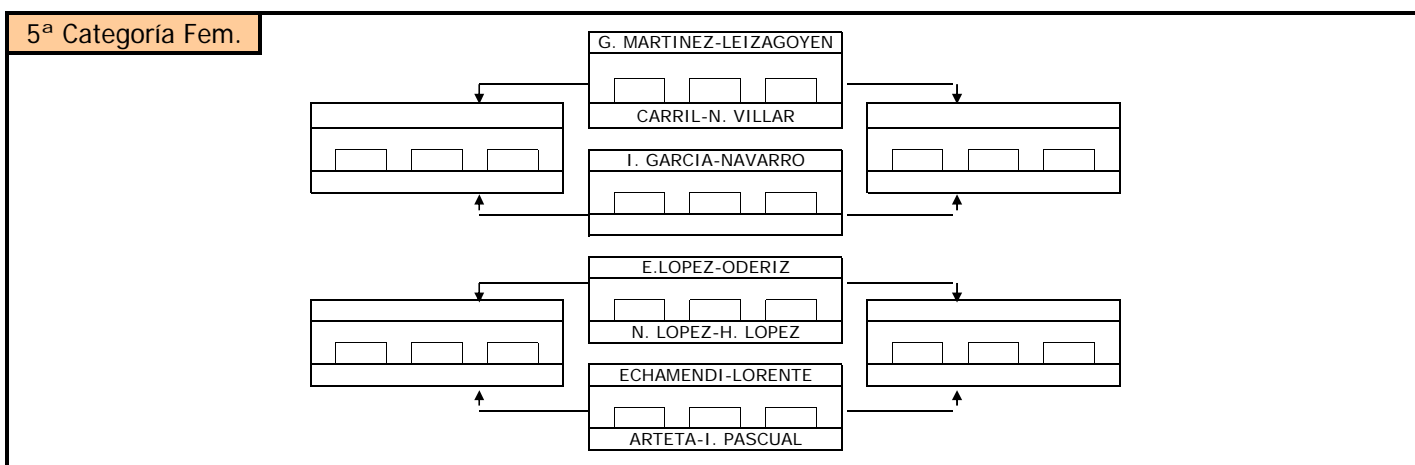 5ª Categoría Fem.
G. MARTINEZ-LEIZAGOYEN
CARRIL-N. VILLAR
I. GARCIA-NAVARRO
E.LOPEZ-ODERIZ
N. LOPEZ-H. LOPEZ
ECHAMENDI-LORENTE
ARTETA-I. PASCUAL